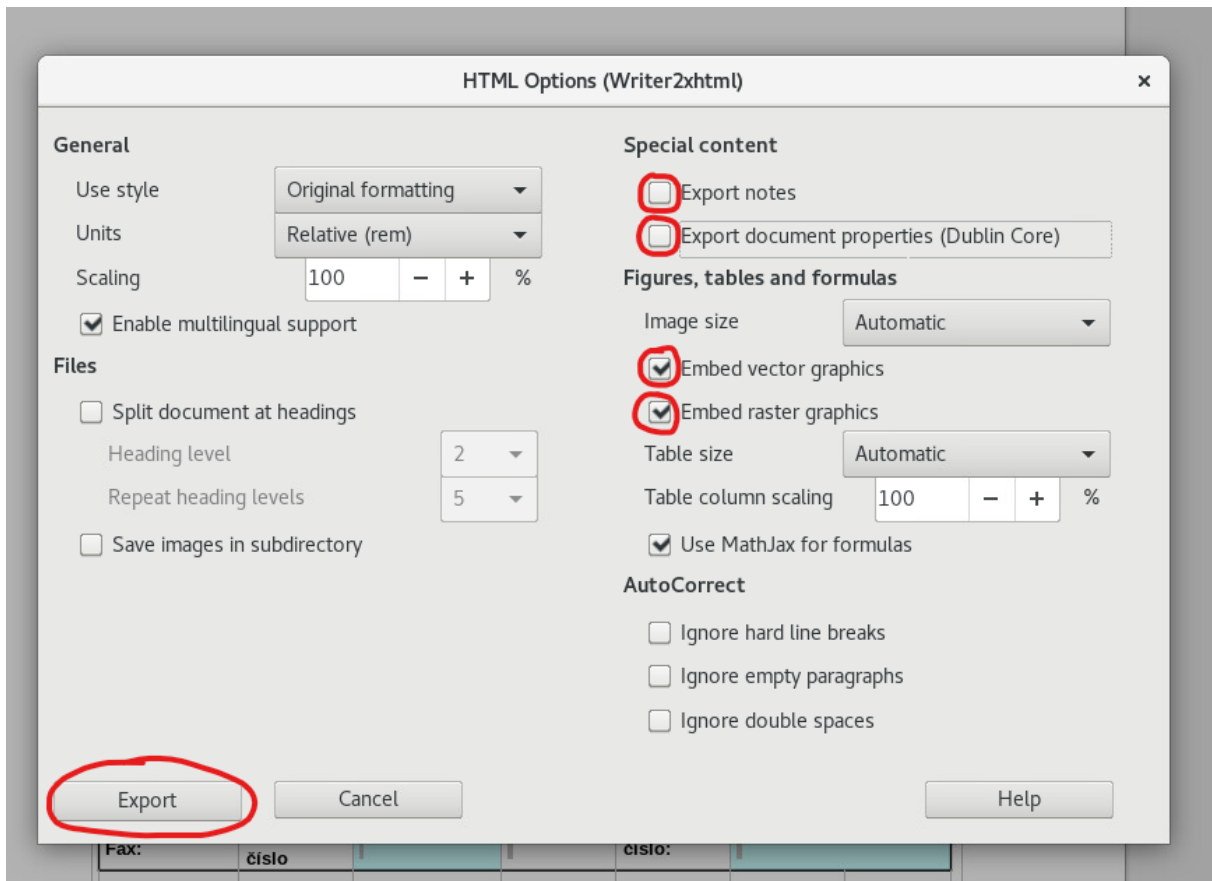 HTML Options (Writer2xhtml)
General
Use style Original formatting
Units Relative (rem)
Scaling 100 − + %
Enable multilingual support
Files
Split document at headings
Heading level 2
Repeat heading levels 5
Save images in subdirectory
Special content
Export notes
Export document properties (Dublin Core)
Figures, tables and formulas
Image size Automatic
Embed vector graphics
Embed raster graphics
Table size Automatic
Table column scaling 100 − + %
Use MathJax for formulas
AutoCorrect
Ignore hard line breaks
Ignore empty paragraphs
Ignore double spaces
Export Cancel Help
Fax: číslo číslo: